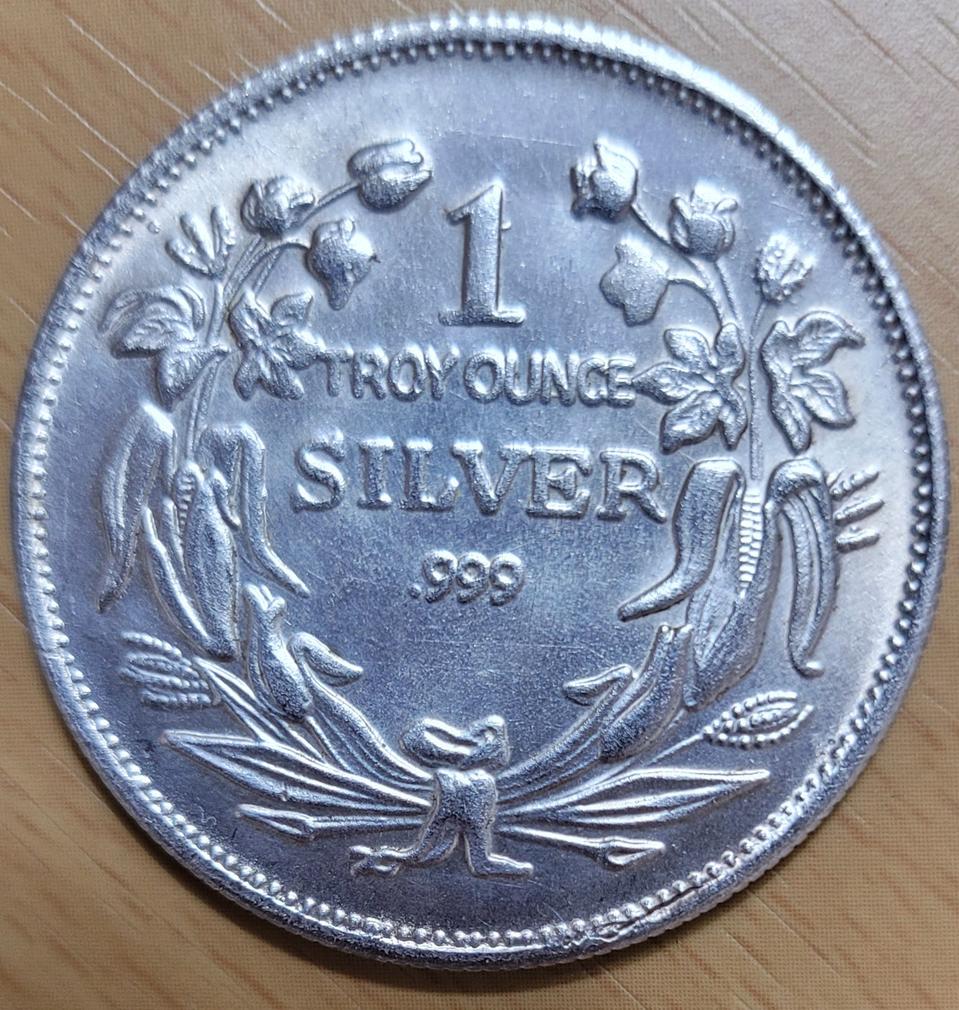 1
TROY OUNCE
SILVER
.999